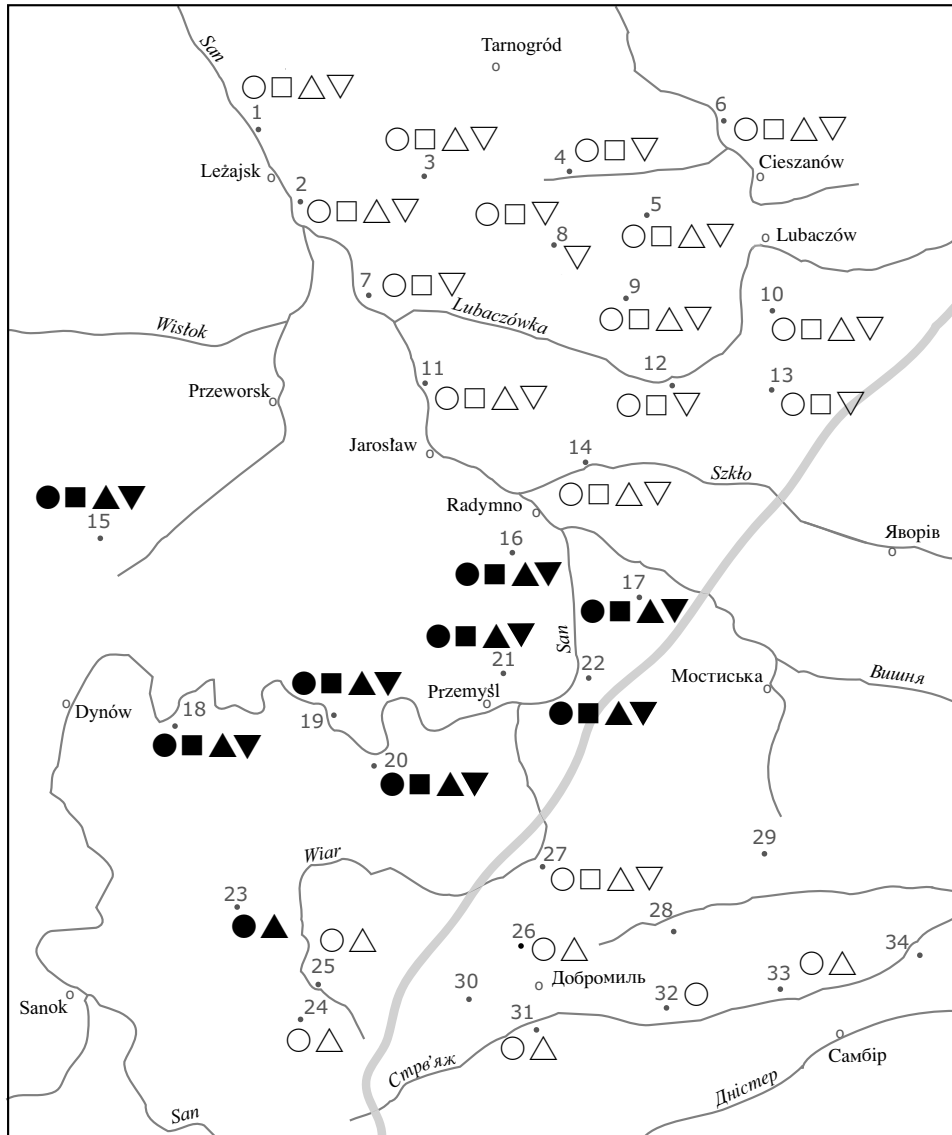 San
Tarnogród
1
6
3
4
Cieszanów
Leżajsk
2
5
8
Lubaczów
7
9
10
Wisłok
Lubaczówka
11
12
13
Przeworsk
Jarosław
14
Szkło
Radymno
15
16
Яворів
17
San
21
22
Мостиська
Вишня
Dynów
18
19
Przemyśl
20
Wiar
27
29
23
28
26
34
25
Добромиль
33
Sanok
30
32
24
31
Стрв’яж
Самбір
Дністер
San